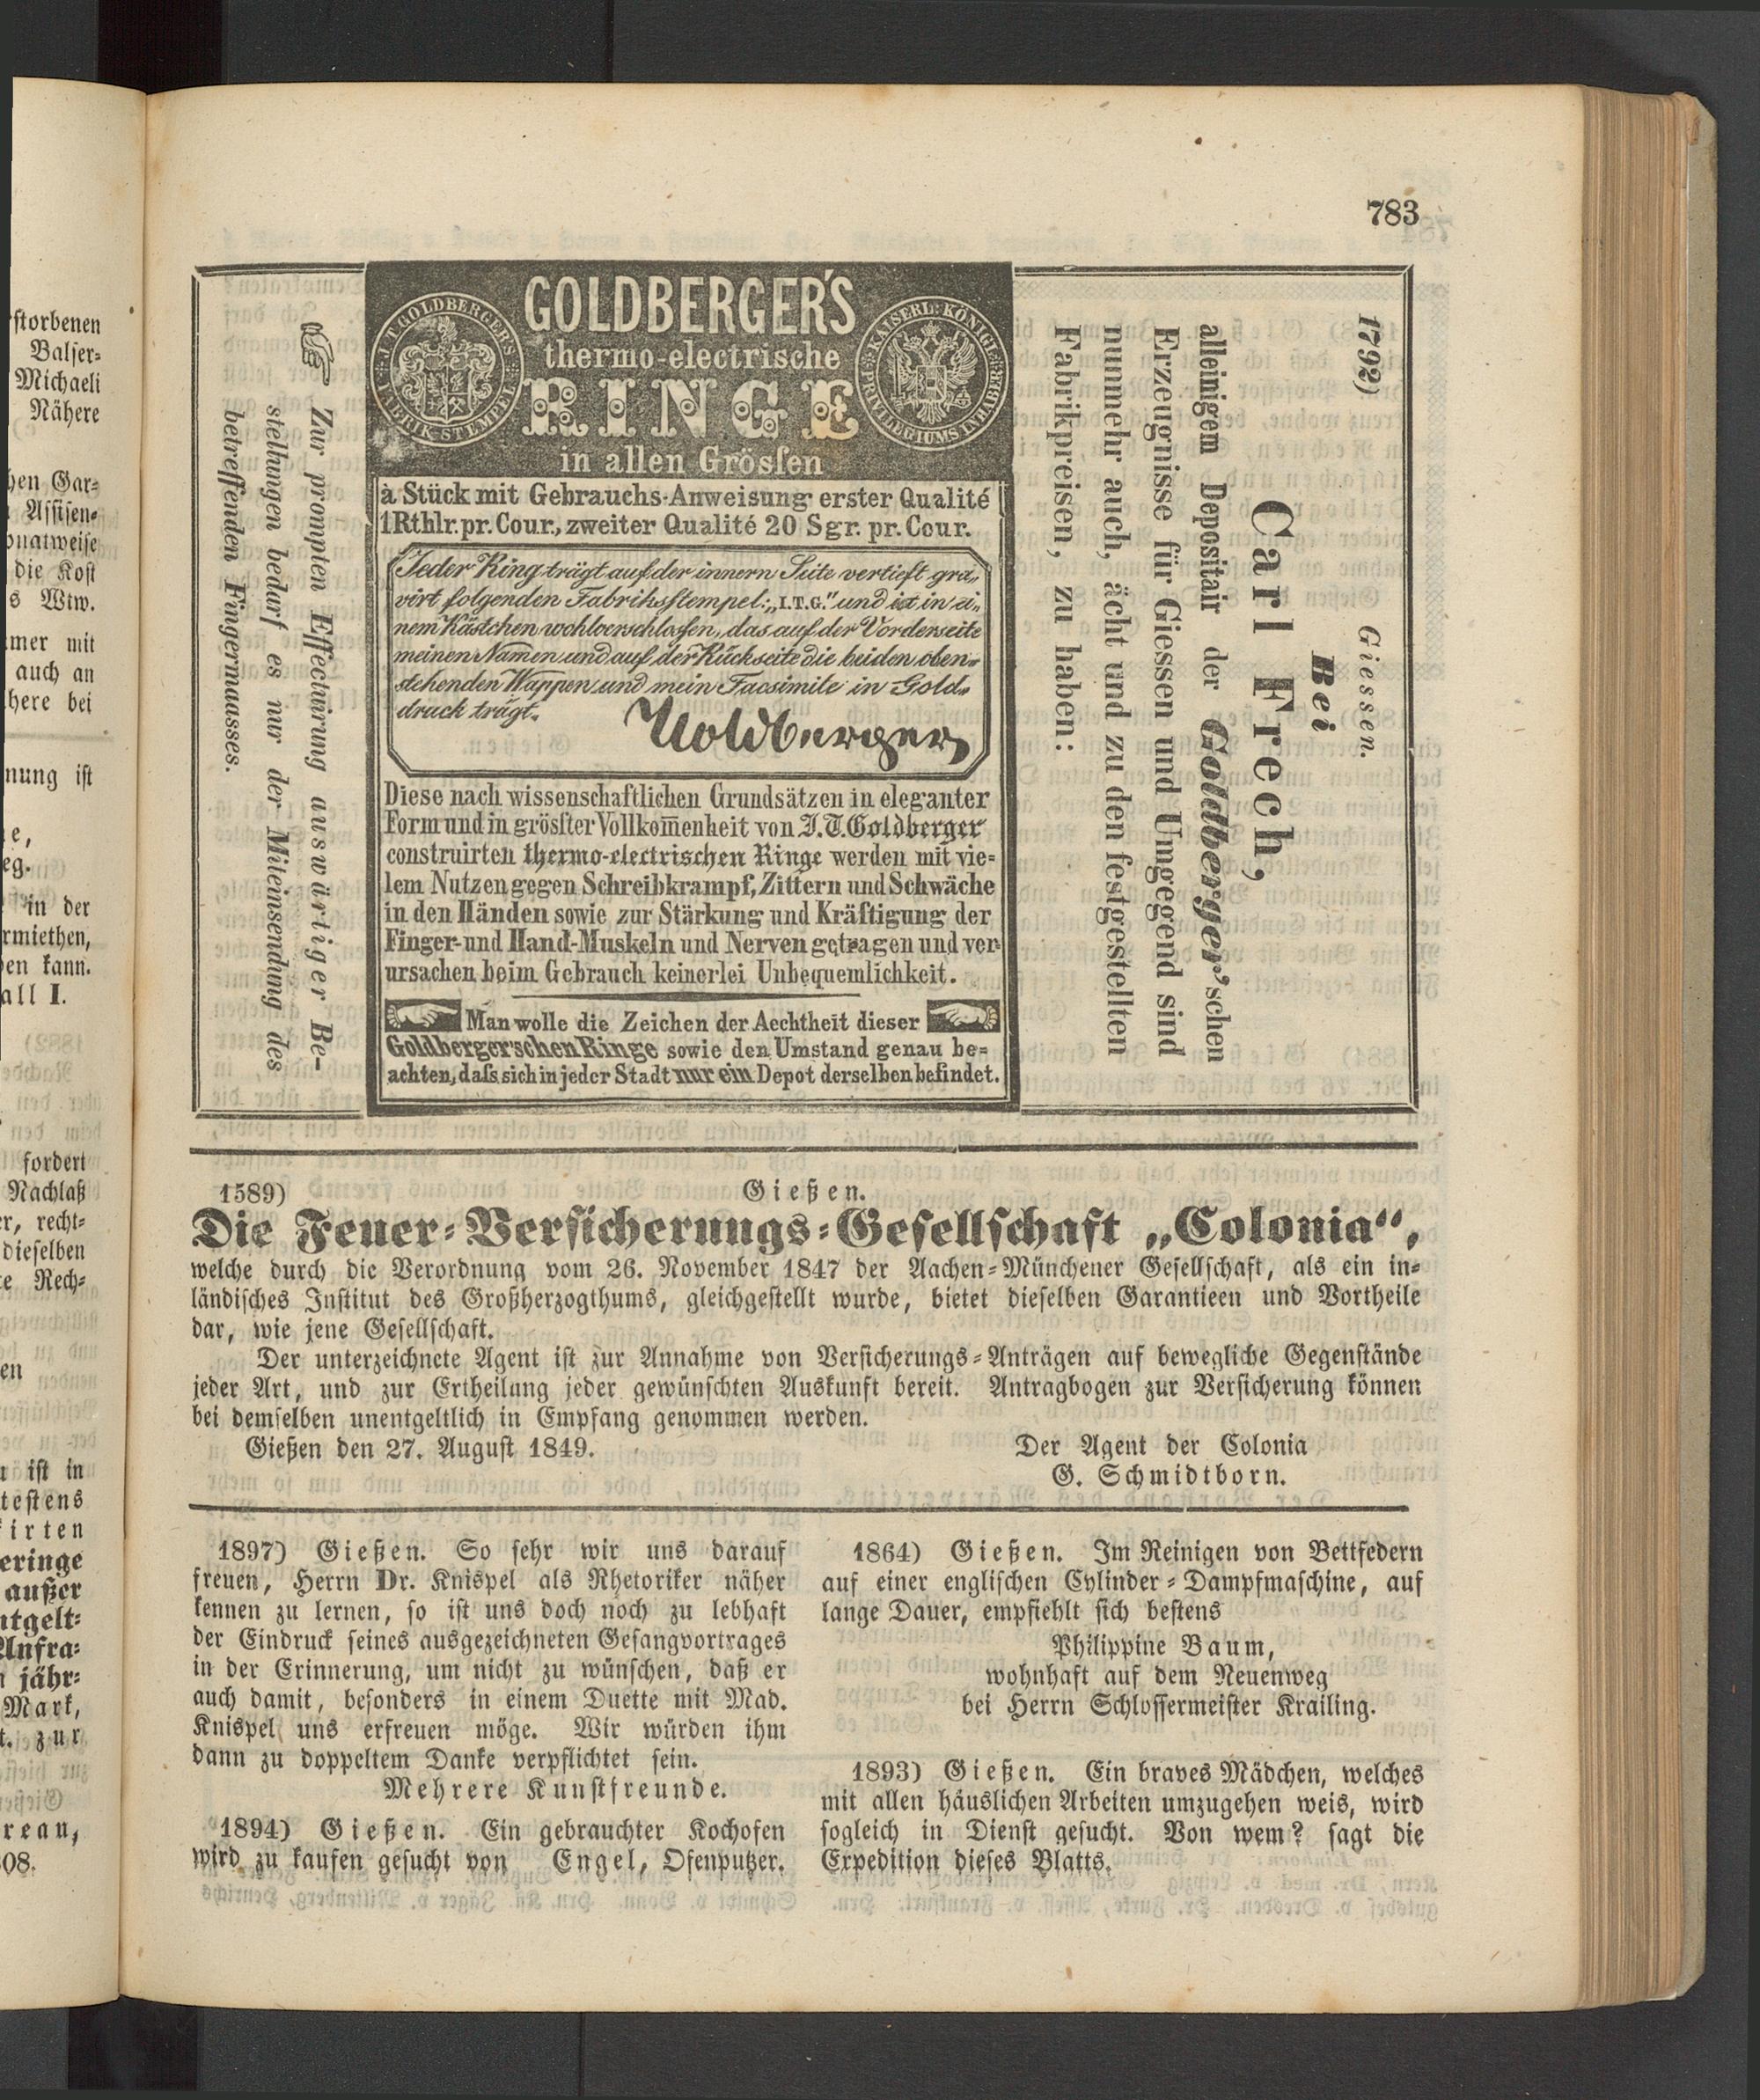 783
1792) Giessen.
Bei
Carl Frech,
alleinigem Depositair der Goldberger'schen
Erzeugnisse für Giessen und Umgegend sind
nunmehr auch, ächt und zu den festgestellten
Fabrikpreisen, zu haben:
J. T. GOLDBERGER'S FABRIK STEMPEL
GOLDBERGER'S
KAISERL: KÖNIGL: PRIVILEGIUMS INHABER
thermo-electrische
RINGE
in allen Grösſen
à Stück mit Gebrauchs-Anweisung erster Qualité
1 Rthlr. pr. Cour., zweiter Qualité 20 Sgr. pr. Cour.
Jeder Ring trägt auf der innern Seite vertieft gra„
virt folgenden Fabriksſtempel: „I.T.G." und ist in ei„
nem Kästchen wohlverschloſsen, das auf der Vorderseite
meinen Namen und auf der Rückseite die beiden oben„
stehenden Wappen und mein Facsimile in Gold„
druck trägt.
Goldberger
Diese nach wissenschaftlichen Grundsätzen in eleganter
Form und in grösſter Vollkom̅enheit von J. T. Goldberger
construirten thermo-electrischen Ringe werden mit vie=
lem Nutzen gegen Schreibkrampf, Zittern und Schwäche
in den Händen sowie zur Stärkung und Kräftigung der
Finger- und Hand-Muskeln und Nerven getragen und ver
ursachen beim Gebrauch keinerlei Unbequemlichkeit.
Man wolle die Zeichen der Aechtheit dieser
Goldberger'schen Ringe sowie den Umstand genau be=
achten, daſs sich in jeder Stadt nur ein Depot derselben befindet.
Zur prompten Effectuirung auswärtiger Be-
stellungen bedarf es nur der Miteinsendung des
betreffenden Fingermaasses.
1589) Gießen.
Die Feuer=Versicherungs=Gesellschaft „Colonia“,
welche durch die Verordnung vom 26. November 1847 der Aachen=Münchener Gesellschaft, als ein in=
ländisches Institut des Großherzogthums, gleichgestellt wurde, bietet dieselben Garantieen und Vortheile
dar, wie jene Gesellschaft.
Der unterzeichnete Agent ist zur Annahme von Versicherungs=Anträgen auf bewegliche Gegenstände
jeder Art, und zur Ertheilung jeder gewünschten Auskunft bereit. Antragbogen zur Versicherung können
bei demselben unentgeltlich in Empfang genommen werden.
Gießen den 27. August 1849.
Der Agent der Colonia
G. Schmidtborn.
1897) Gießen. So sehr wir uns darauf
freuen, Herrn Dr. Knispel als Rhetoriker näher
kennen zu lernen, so ist uns doch noch zu lebhaft
der Eindruck seines ausgezeichneten Gesangvortrages
in der Erinnerung, um nicht zu wünschen, daß er
auch damit, besonders in einem Duette mit Mad.
Knispel uns erfreuen möge. Wir würden ihm
dann zu doppeltem Danke verpflichtet sein.
Mehrere Kunstfreunde.
1894) Gießen. Ein gebrauchter Kochofen
wird zu kaufen gesucht von Engel, Ofenputzer.
1864) Gießen. Im Reinigen von Bettfedern
auf einer englischen Cylinder=Dampfmaschine, auf
lange Dauer, empfiehlt sich bestens
Philippine Baum,
wohnhaft auf dem Neuenweg
bei Herrn Schlossermeister Krailing.
1893) Gießen. Ein braves Mädchen, welches
mit allen häuslichen Arbeiten umzugehen weis, wird
sogleich in Dienst gesucht. Von wem? sagt die
Expedition dieses Blatts.